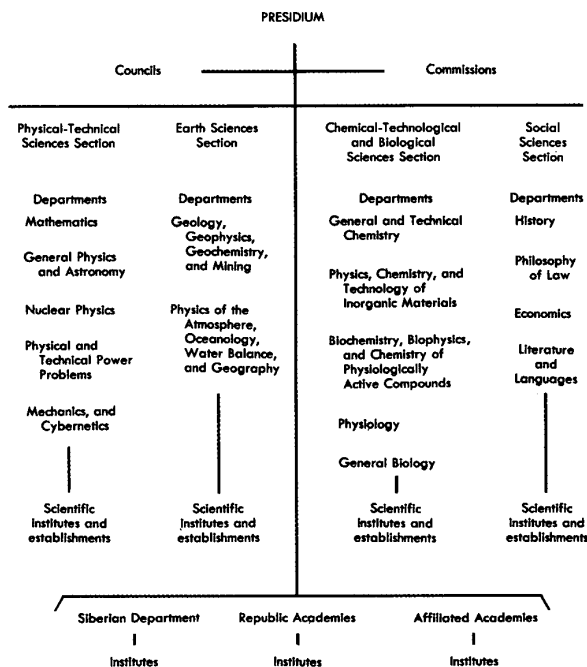 PRESIDIUM
Councils
Commissions
Physical-Technical
Sciences Section
Departments
Mathematics
General Physics
and Astronomy
Nuclear Physics
Physical and
Technical Power
Problems
Mechanics, and
Cybernetics
Scientific
Institutes and
establishments
Earth Sciences
Section
Departments
Geology,
Geophysics,
Geochemistry,
and Mining
Physics of the
Atmosphere,
Oceanology,
Water Balance,
and Geography
Scientific
Institutes and
establishments
Chemical-Technological
and Biological
Sciences Section
Departments
General and Technical
Chemistry
Physics, Chemistry, and
Technology of
Inorganic Materials
Biochemistry, Biophysics,
and Chemistry of
Physiologically
Active Compounds
Physiology
General Biology
Scientific
Institutes and
establishments
Social
Sciences
Section
Departments
History
Philosophy
of Law
Economics
Literature
and
Languages
Scientific
Institutes and
establishments
Siberian Department
Institutes
Republic Academies
Institutes
Affiliated Academies
Institutes